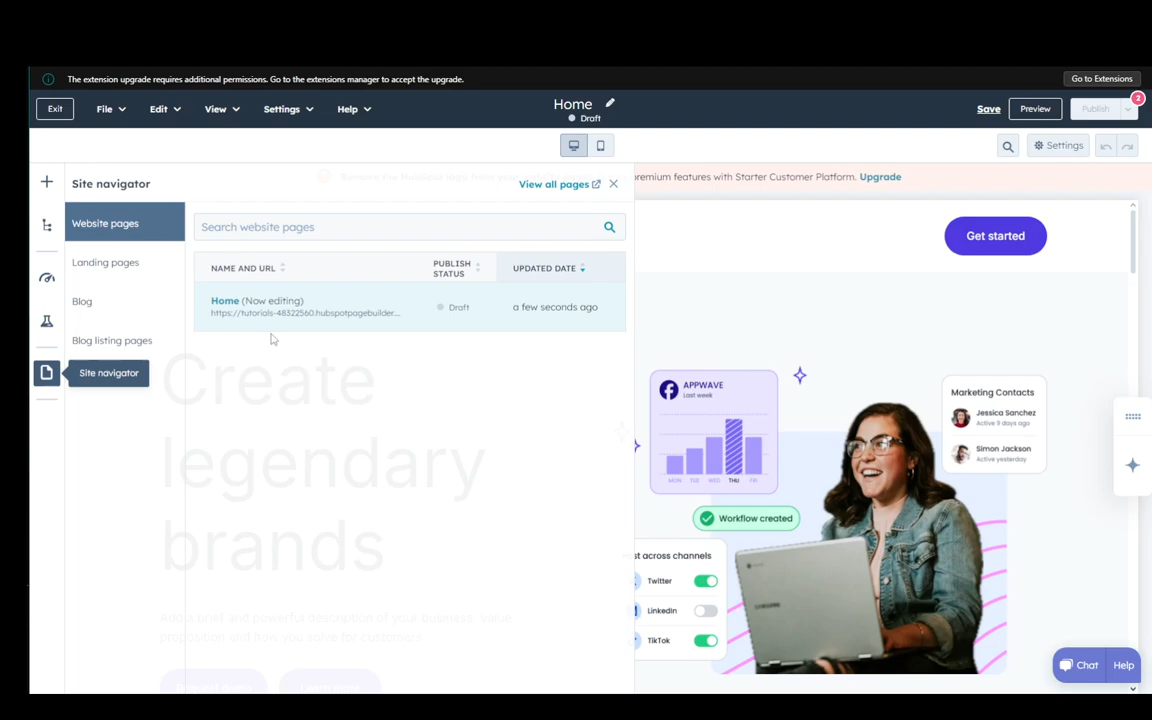 The extension upgrade requires additional permissions. Go to the extensions manager to accept the upgrade.
Go to Extensions
Exit
File
Edit
View
Settings
Help
Home
Draft
Save
Preview
Publish
2
Settings
Site navigator
View all pages
premium features with Starter Customer Platform. Upgrade
Website pages
Landing pages
Blog
Blog listing pages
Site navigator
Search website pages
NAME AND URL
PUBLISH
STATUS
UPDATED DATE
Home (Now editing)
https://tutorials-48322560.hubspotpagebuilder...
Draft
a few seconds ago
Create
legendary
brands
Add a brief and powerful description of your business, value
proposition and how you solve for customers
Get started
APPWAVE
Last week
MON TUE WED THU FRI
Marketing Contacts
Jessica Sanchez
Active 9 days ago
Simon Jackson
Active yesterday
Workflow created
st across channels
Twitter
LinkedIn
TikTok
SAMSUNG
Chat
Help